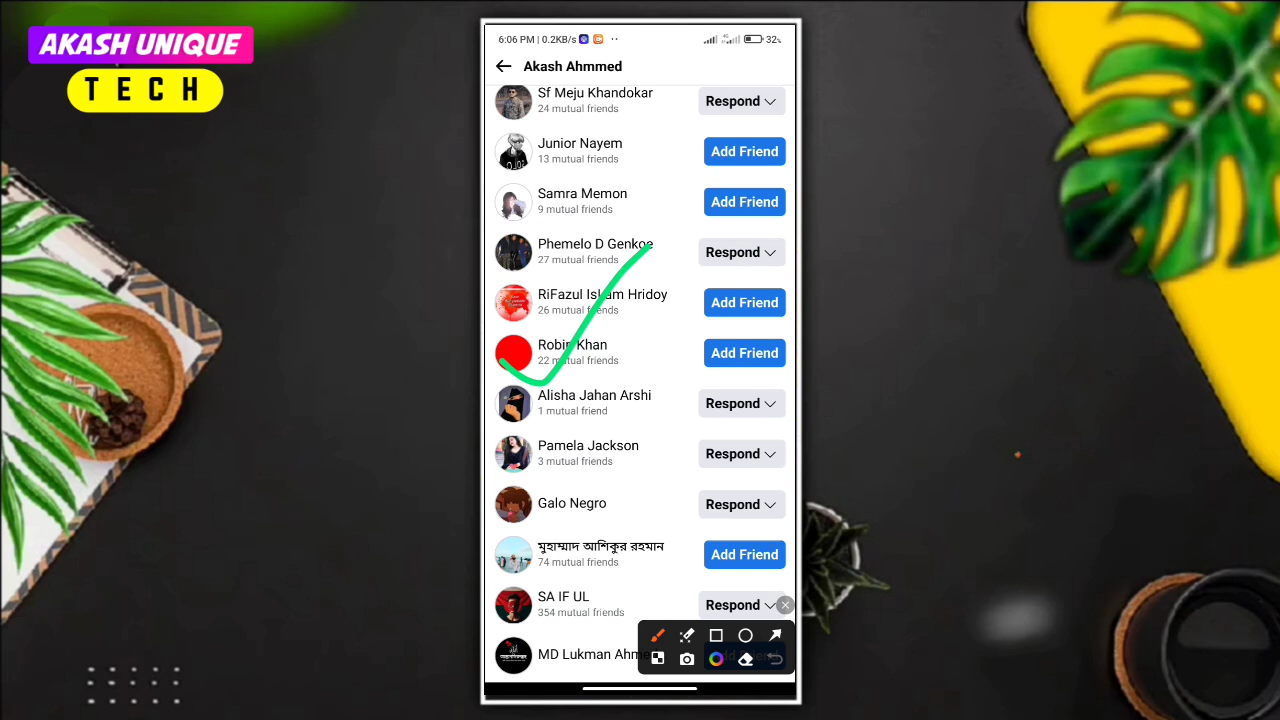 AKASH UNIQUE
TECH
6:06 PM | 0.2KB/s
4G
32%
Akash Ahmmed
Sf Meju Khandokar
24 mutual friends
Respond
Junior Nayem
13 mutual friends
Add Friend
Samra Memon
9 mutual friends
Add Friend
Phemelo D Genkoe
27 mutual friends
Respond
RiFazul Islam Hridoy
26 mutual friends
Add Friend
Robin Khan
22 mutual friends
Add Friend
Alisha Jahan Arshi
1 mutual friend
Respond
Pamela Jackson
3 mutual friends
Respond
Galo Negro
Respond
মুহাম্মাদ আশিকুর রহমান
74 mutual friends
Add Friend
SA IF UL
354 mutual friends
Respond
MD Lukman Ahm